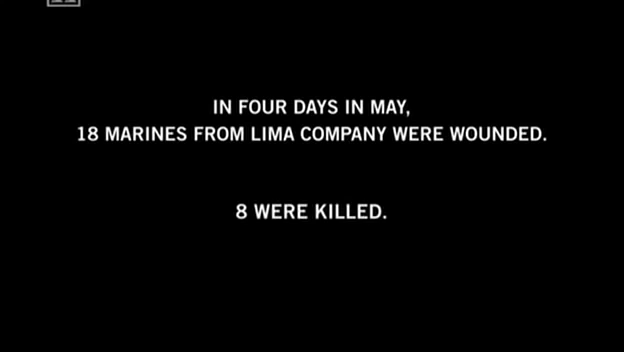 IN FOUR DAYS IN MAY,
18 MARINES FROM LIMA COMPANY WERE WOUNDED.
8 WERE KILLED.